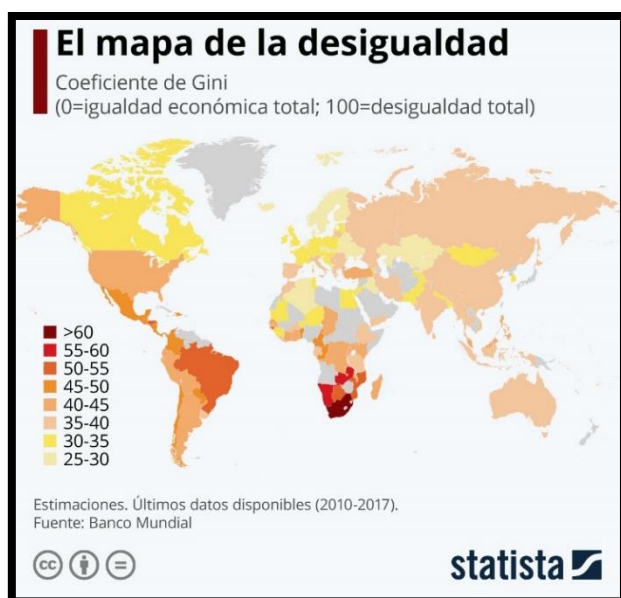 El mapa de la desigualdad
Coeficiente de Gini
(0=igualdad económica total; 100=desigualdad total)
>60
55-60
50-55
45-50
40-45
35-40
30-35
25-30
Estimaciones. Últimos datos disponibles (2010-2017).
Fuente: Banco Mundial
cc
statista